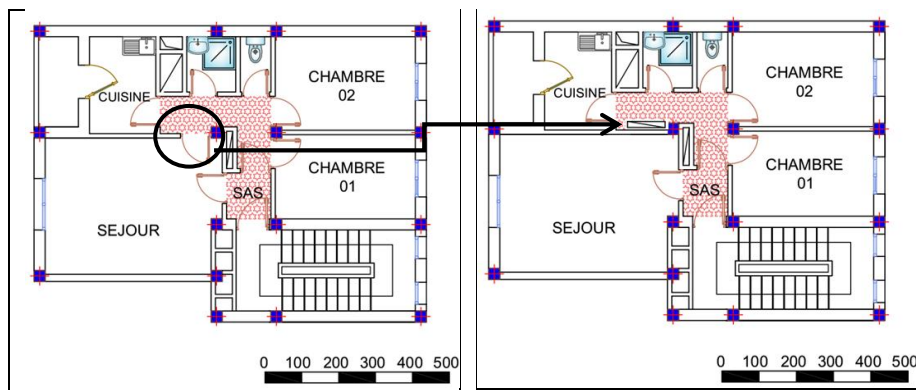 CHAMBRE
02
CUISINE
CHAMBRE
01
SAS
SEJOUR
0 100 200 300 400 500
CHAMBRE
02
CUISINE
CHAMBRE
01
SAS
SEJOUR
0 100 200 300 400 500